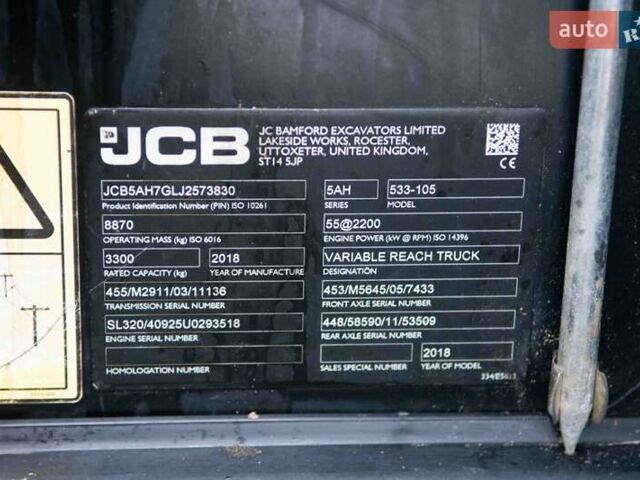 auto
JCB
JC BAMFORD EXCAVATORS LIMITED
LAKESIDE WORKS, ROCESTER,
UTTOXETER, UNITED KINGDOM,
ST14 5JP
CE
JCB5AH7GLJ2573830
Product Identification Number (PIN) ISO 10261
8870
OPERATING MASS (kg) ISO 6016
3300 2018
RATED CAPACITY (kg) YEAR OF MANUFACTURE
455/M2911/03/11136
TRANSMISSION SERIAL NUMBER
SL320/40925U0293518
ENGINE SERIAL NUMBER
HOMOLOGATION NUMBER
5AH 533-105
SERIES MODEL
55@2200
ENGINE POWER (kW @ RPM) ISO 14396
VARIABLE REACH TRUCK
DESIGNATION
453/M5645/05/7433
FRONT AXLE SERIAL NUMBER
448/58590/11/53509
REAR AXLE SERIAL NUMBER
2018
SALES SPECIAL NUMBER YEAR OF MODEL